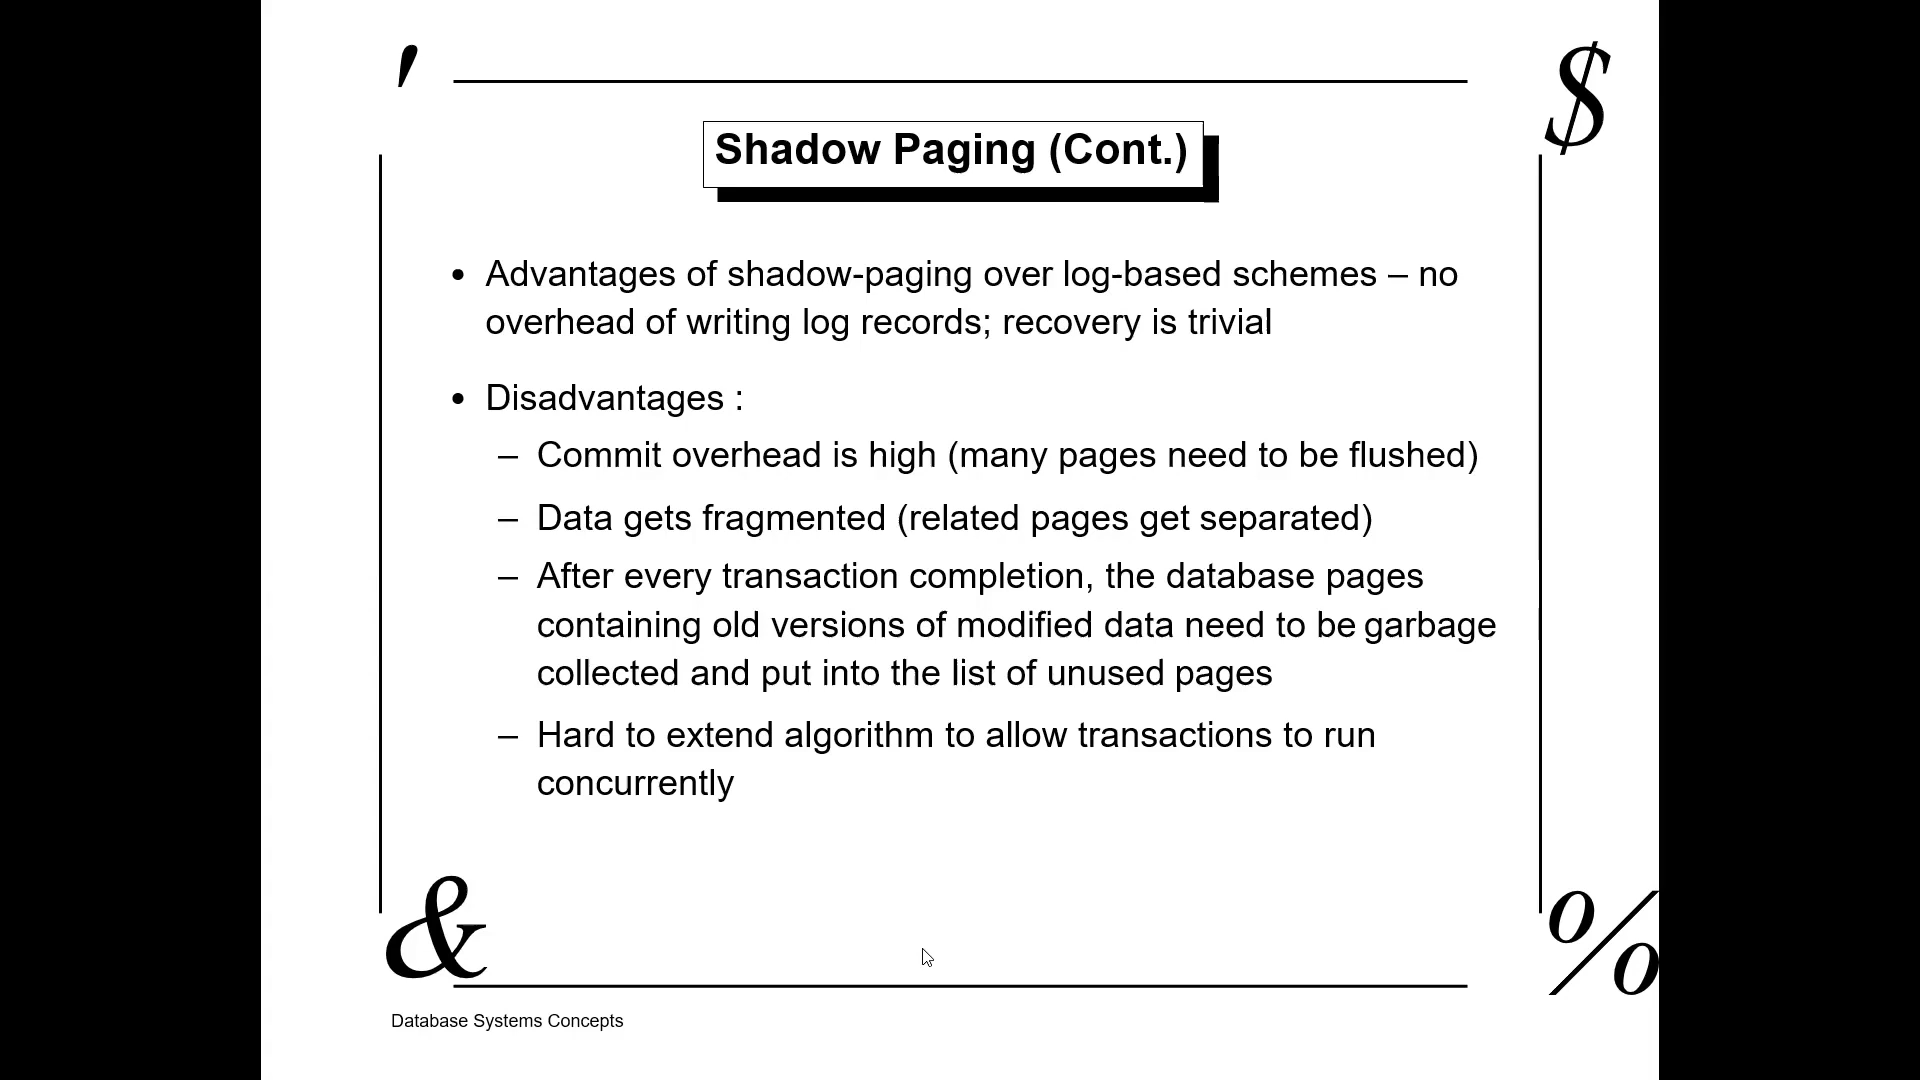 ' $
Shadow Paging (Cont.)
• Advantages of shadow-paging over log-based schemes – no
overhead of writing log records; recovery is trivial
• Disadvantages :
– Commit overhead is high (many pages need to be flushed)
– Data gets fragmented (related pages get separated)
– After every transaction completion, the database pages
containing old versions of modified data need to be garbage
collected and put into the list of unused pages
– Hard to extend algorithm to allow transactions to run
concurrently
& %
Database Systems Concepts